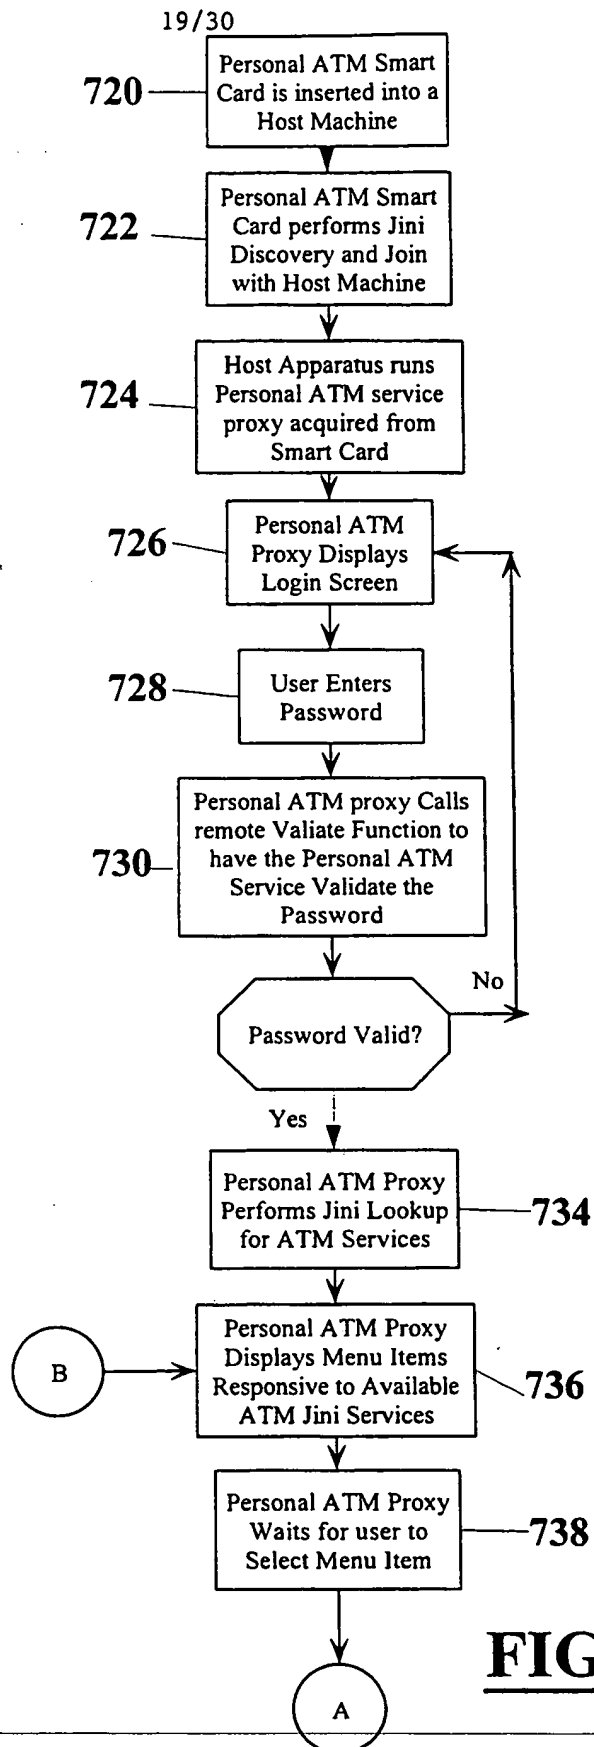 19/30
Personal ATM Smart
Card is inserted into a
Host Machine
720
Personal ATM Smart
Card performs Jini
Discovery and Join
with Host Machine
722
Host Apparatus runs
Personal ATM service
proxy acquired from
Smart Card
724
Personal ATM
Proxy Displays
Login Screen
726
User Enters
Password
728
Personal ATM proxy Calls
remote Valiate Function to
have the Personal ATM
Service Validate the
Password
730
No
Password Valid?
Yes
Personal ATM Proxy
Performs Jini Lookup
for ATM Services
734
B
Personal ATM Proxy
Displays Menu Items
Responsive to Available
ATM Jini Services
736
Personal ATM Proxy
Waits for user to
Select Menu Item
738
FIG
A